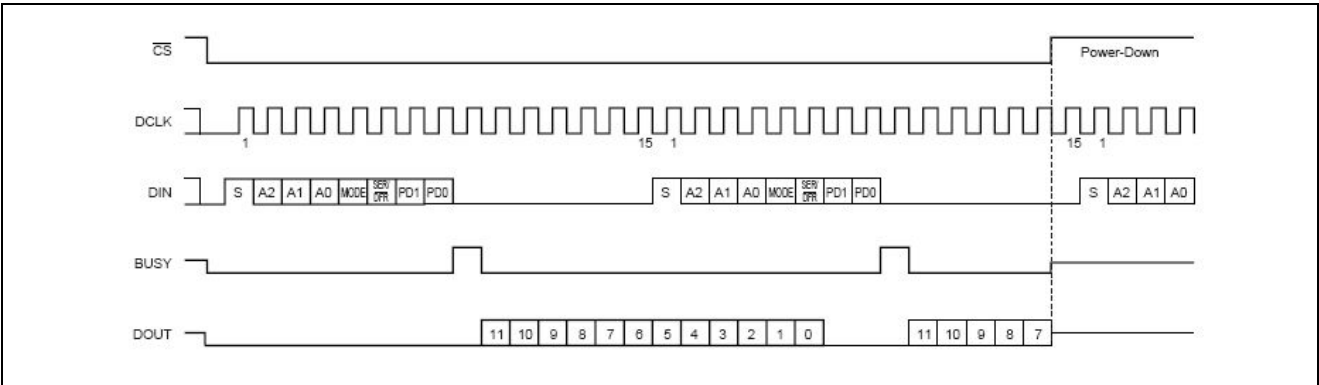 CS Power-Down
DCLK
1 15 1 15 1
DIN S A2 A1 A0 MODE SER/DFR PD1 PD0 S A2 A1 A0 MODE SER/DFR PD1 PD0 S A2 A1 A0
BUSY
DOUT 11 10 9 8 7 6 5 4 3 2 1 0 11 10 9 8 7